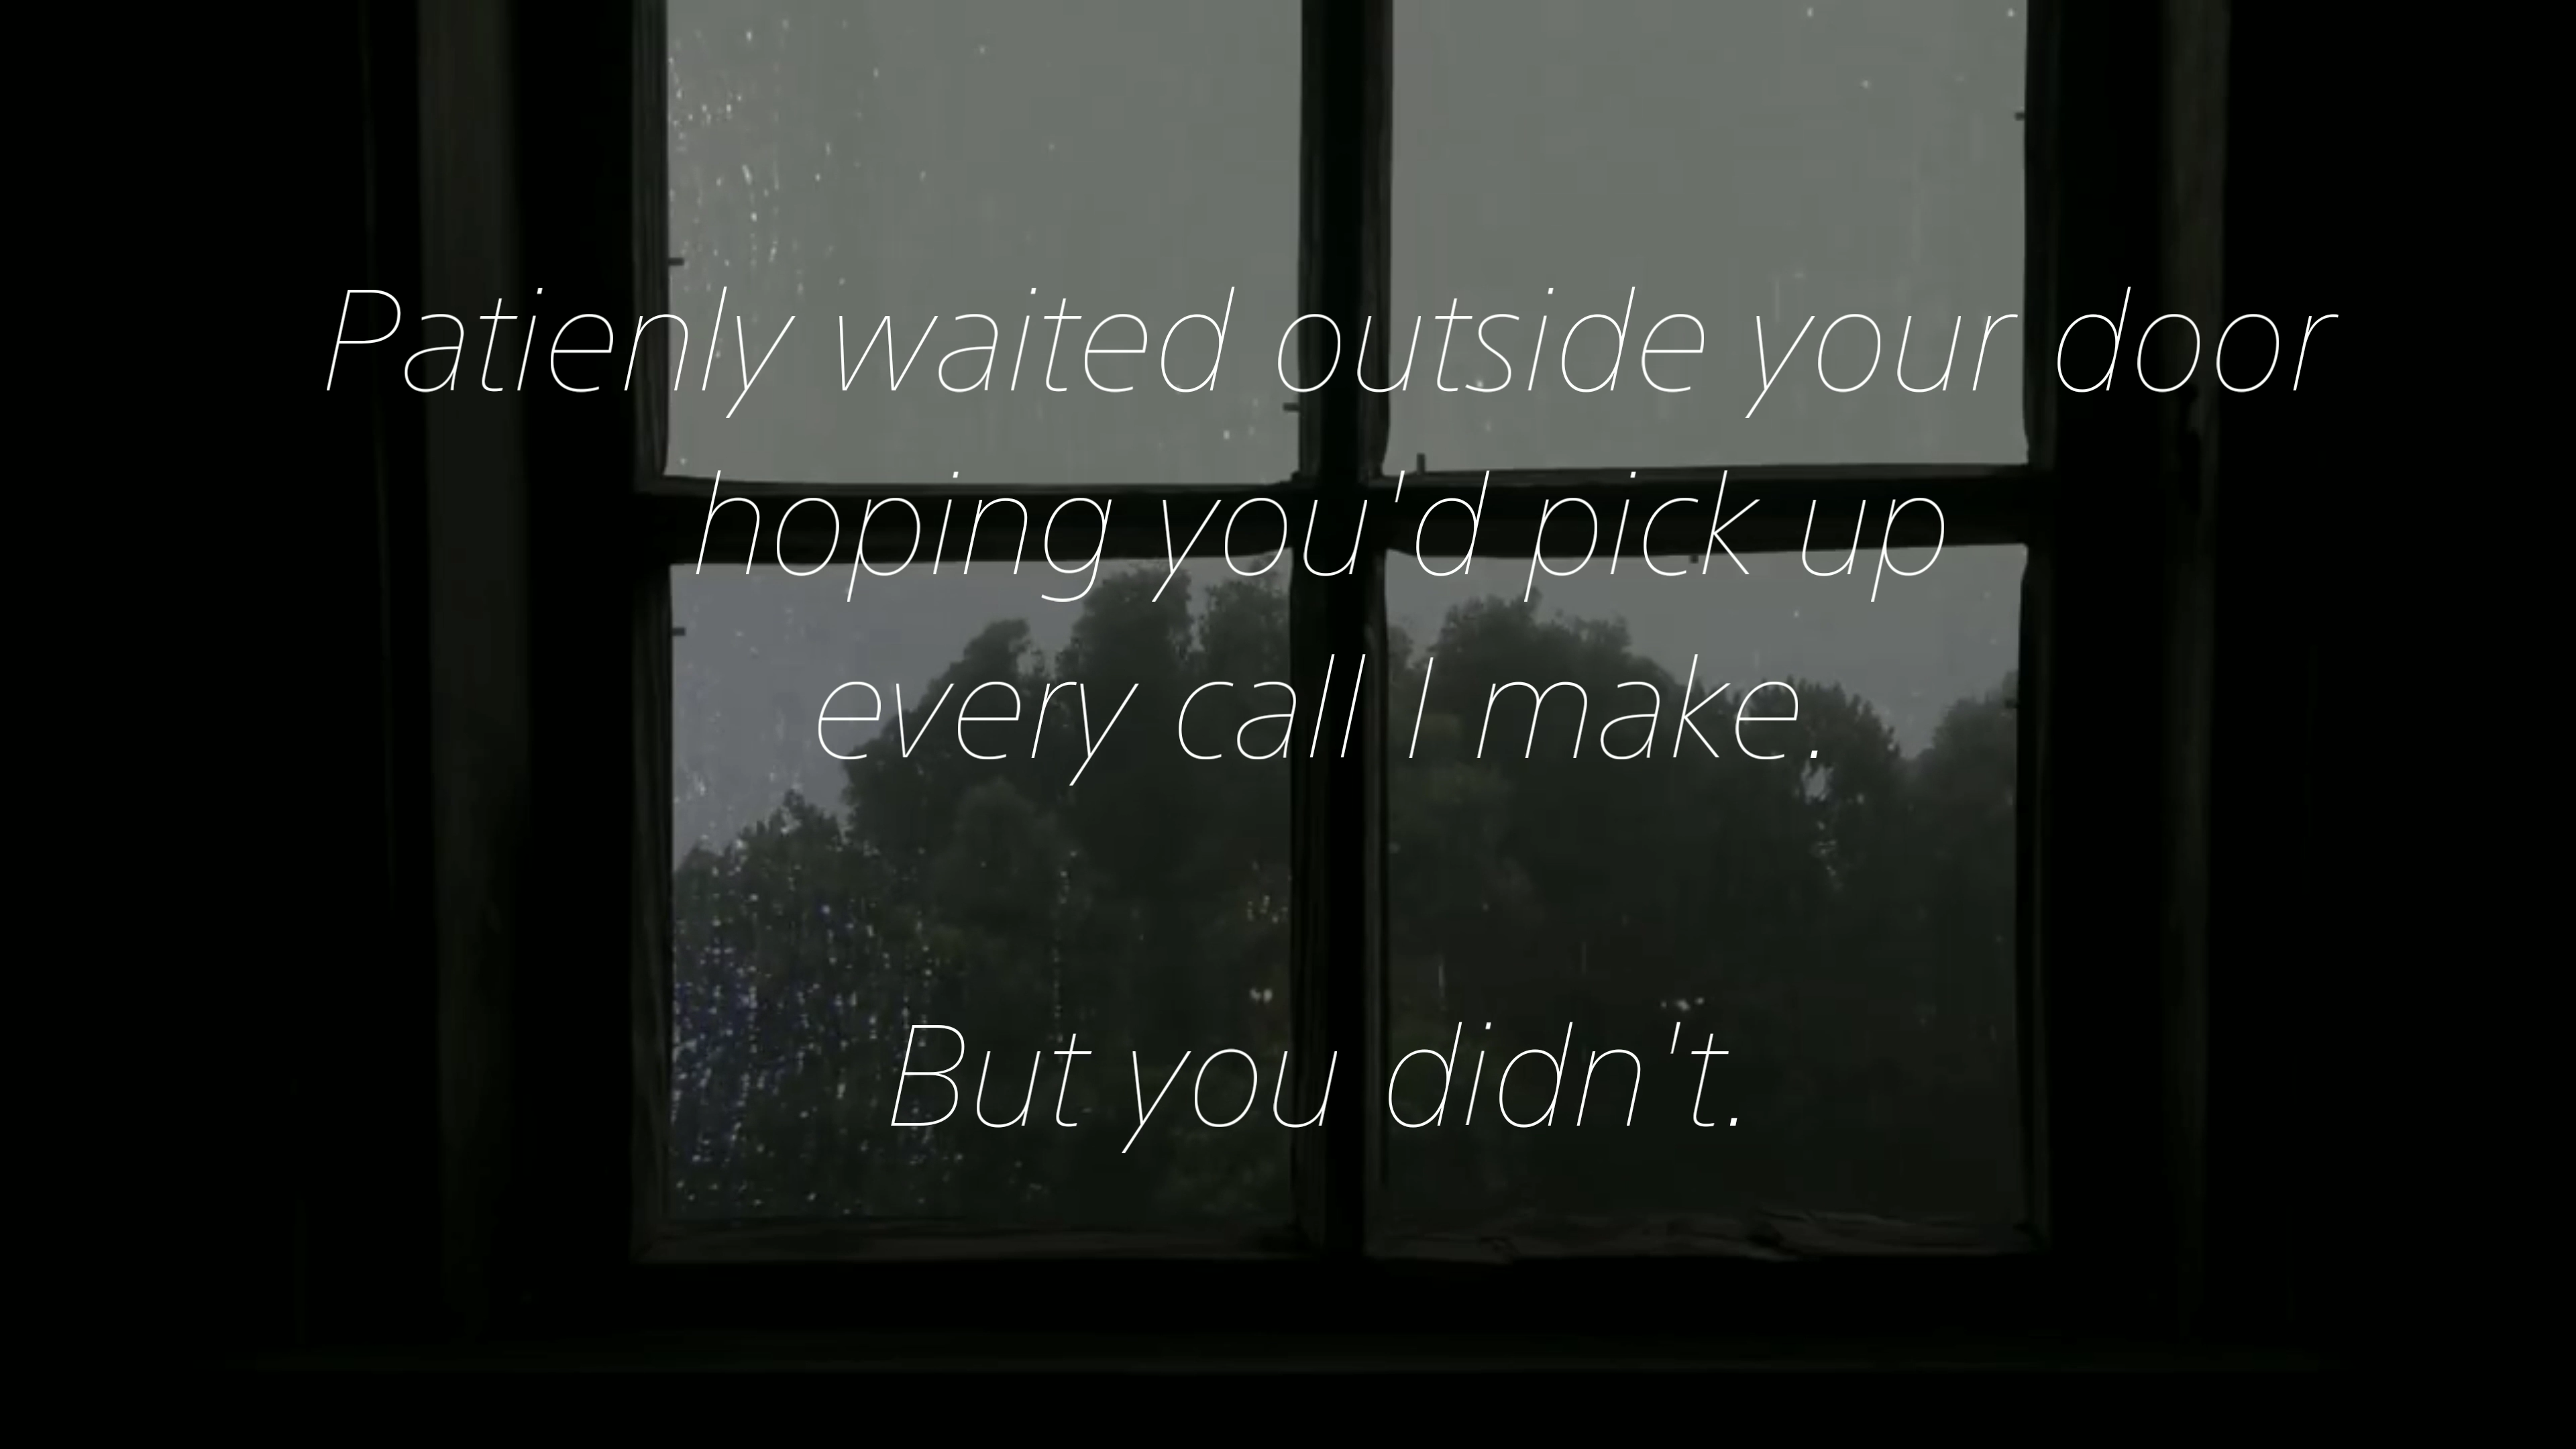 Patienly waited outside your door
hoping you'd pick up
every call I make.
But you didn't.